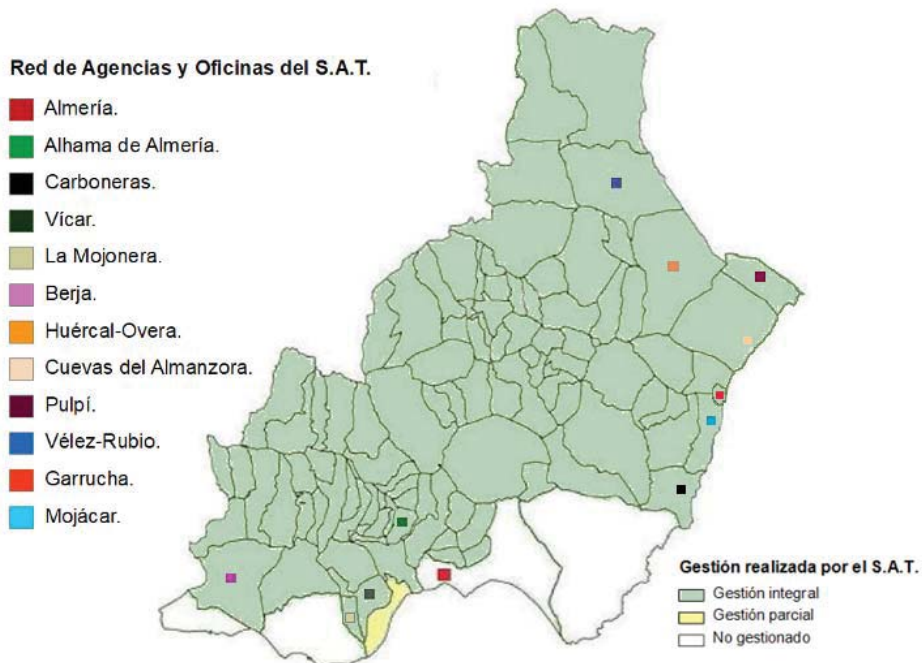 Red de Agencias y Oficinas del S.A.T.
Almería.
Alhama de Almería.
Carboneras.
Vícar.
La Mojonera.
Berja.
Huércal-Overa.
Cuevas del Almanzora.
Pulpí.
Vélez-Rubio.
Garrucha.
Mojácar.
Gestión realizada por el S.A.T.
Gestión integral
Gestión parcial
No gestionado